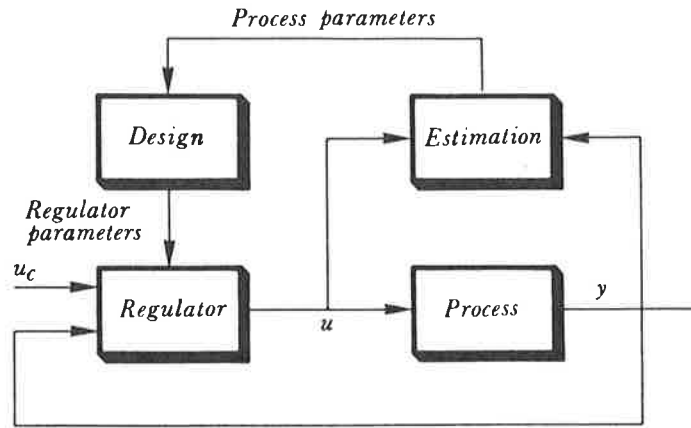 Process parameters
Design
Estimation
Regulator
parameters
u_c
Regulator
u
Process
y